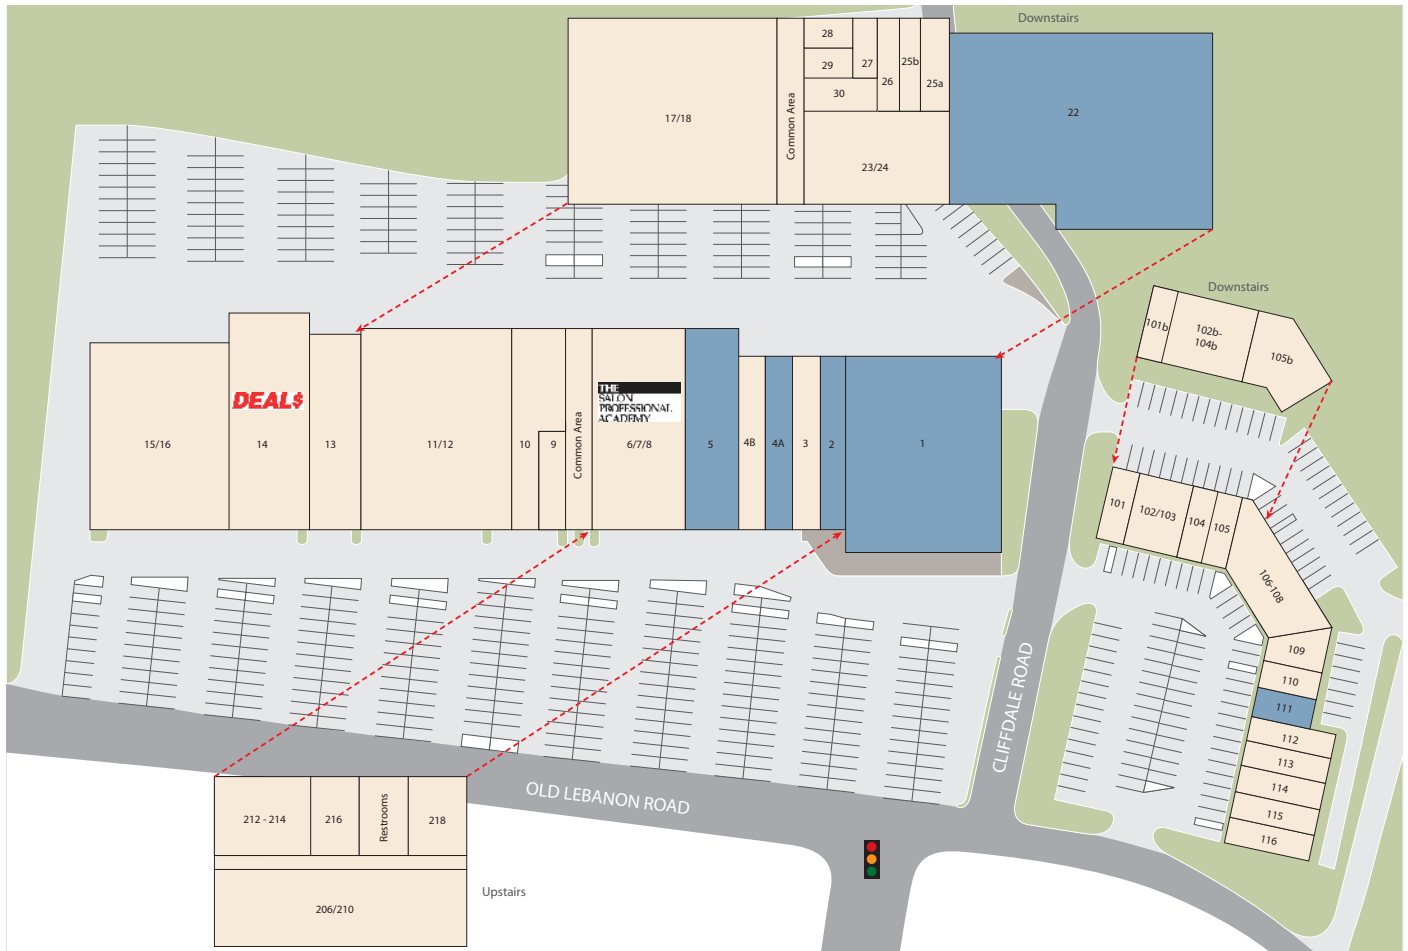 Downstairs
28
29
27
30
26
25b
25a
22
17/18
Common Area
23/24
Downstairs
101b
102b-
104b
105b
DEAL$
THE
SALON
PROFESSIONAL
ACADEMY
15/16
14
13
11/12
10
9
Common Area
6/7/8
5
4B
4A
3
2
1
101
102/103
104
105
106-108
109
110
111
112
113
114
115
116
CLIFFDALE ROAD
OLD LEBANON ROAD
212 - 214
216
Restrooms
218
206/210
Upstairs